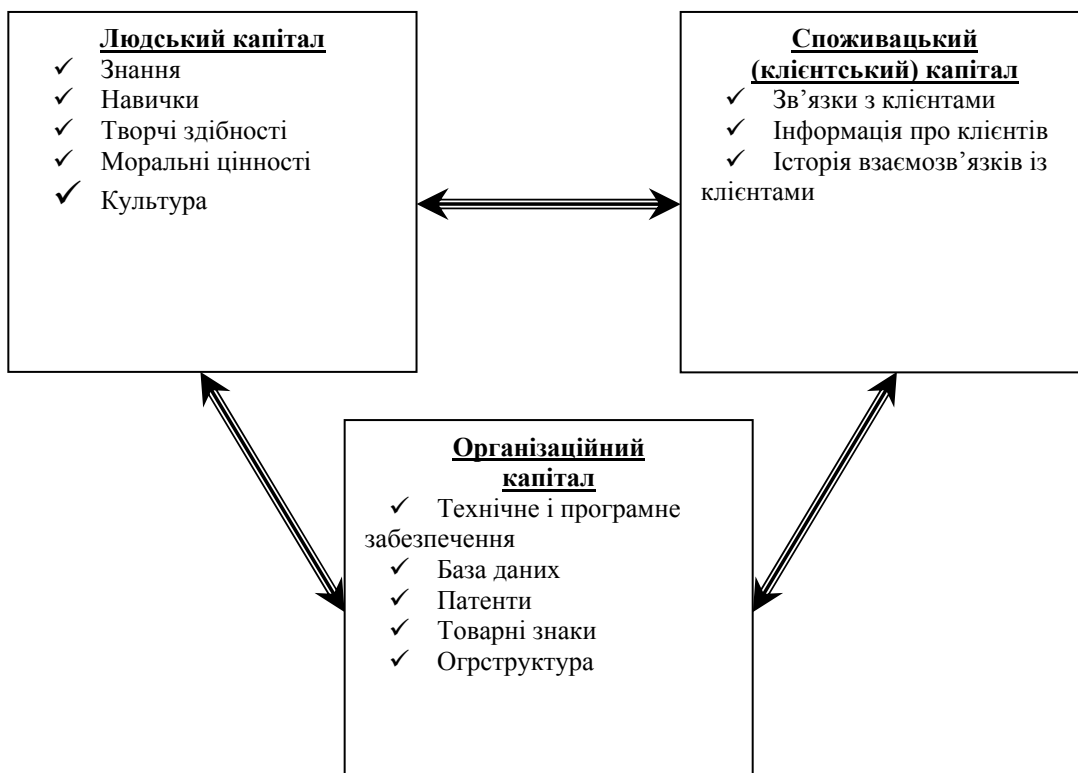 Людський капітал
✓ Знання
✓ Навички
✓ Творчі здібності
✓ Моральні цінності
✓ Культура
Споживацький
(клієнтський) капітал
✓ Зв’язки з клієнтами
✓ Інформація про клієнтів
✓ Історія взаємозв’язків із
клієнтами
Організаційний
капітал
✓ Технічне і програмне
забезпечення
✓ База даних
✓ Патенти
✓ Товарні знаки
✓ Огрструктура